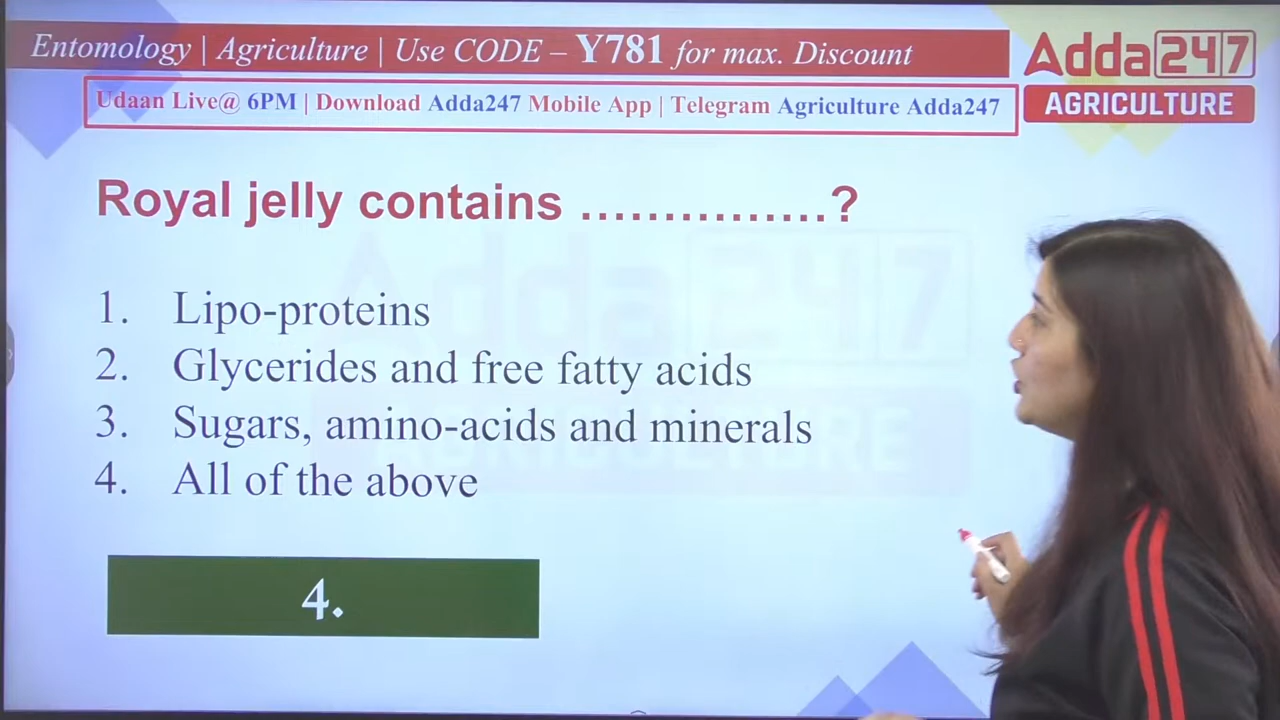 Entomology | Agriculture | Use CODE – Y781 for max. Discount
Adda247
AGRICULTURE
Udaan Live@ 6PM | Download Adda247 Mobile App | Telegram Agriculture Adda247
Royal jelly contains ……………?
1. Lipo-proteins
2. Glycerides and free fatty acids
3. Sugars, amino-acids and minerals
4. All of the above
4.
Adda247
AGRICULTURE